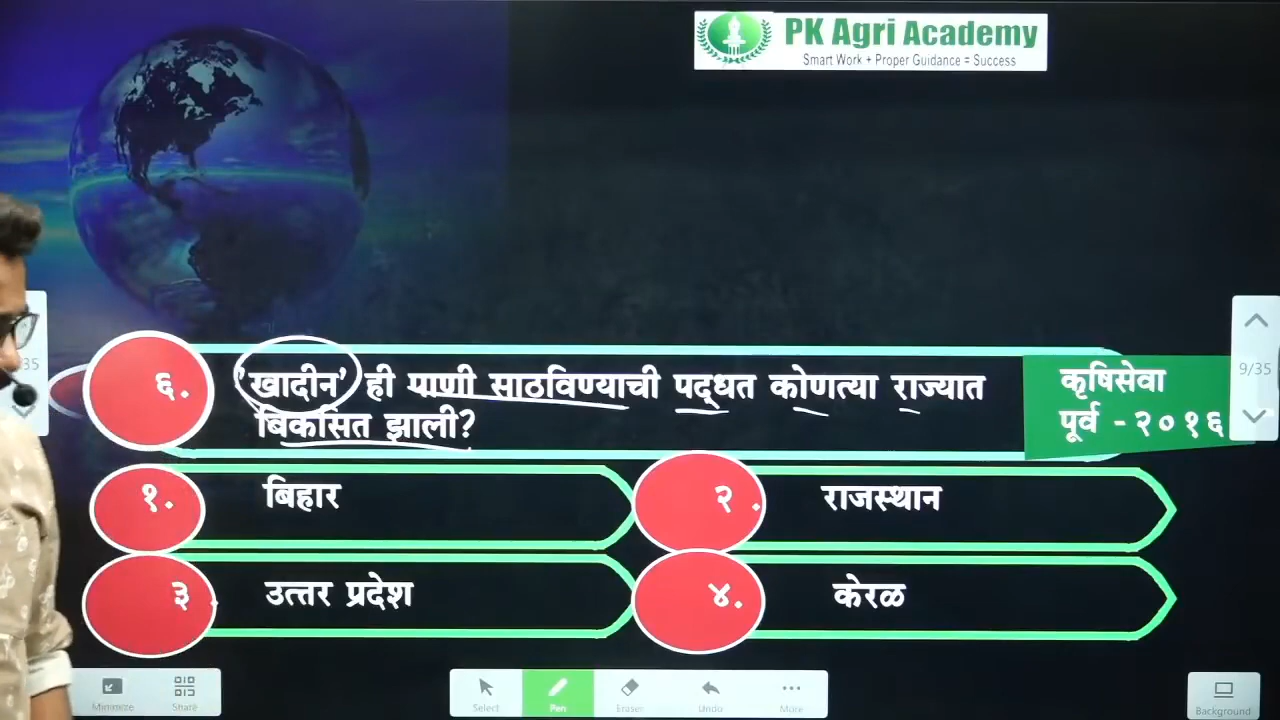 PK Agri Academy
Smart Work + Proper Guidance = Success
६. 'खादीन' ही पाणी साठविण्याची पद्धत कोणत्या राज्यात
विकसित झाली?
कृषिसेवा
पूर्व - २०१६
35
9/35
१. बिहार
२. राजस्थान
३. उत्तर प्रदेश
४. केरळ
Minimize
Share
Select
Pen
Eraser
Undo
More
Background